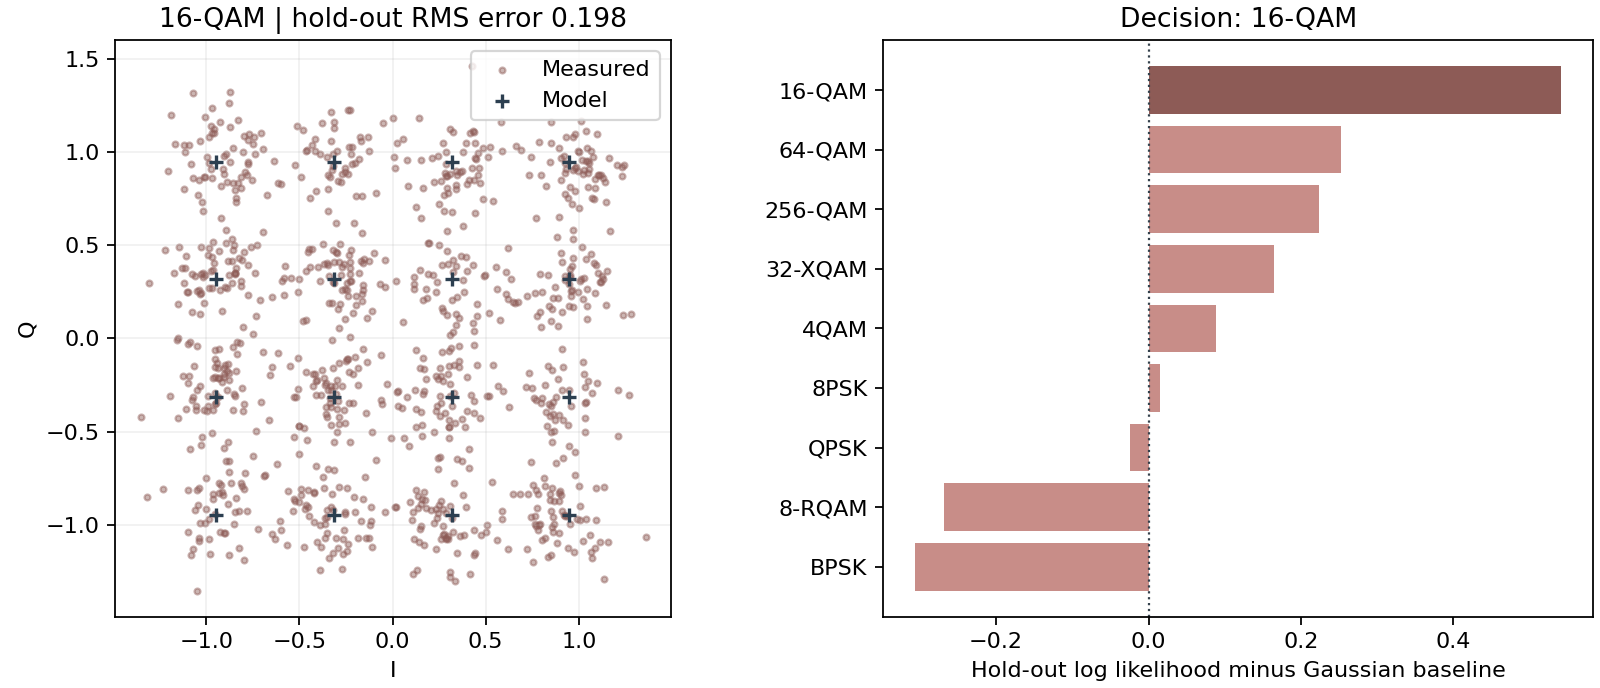 16-QAM | hold-out RMS error 0.198
Measured
Model
1.5
1.0
0.5
0.0
−0.5
−1.0
Q
−1.0
−0.5
0.0
0.5
1.0
I
Decision: 16-QAM
16-QAM
64-QAM
256-QAM
32-XQAM
4QAM
8PSK
QPSK
8-RQAM
BPSK
−0.2
0.0
0.2
0.4
Hold-out log likelihood minus Gaussian baseline